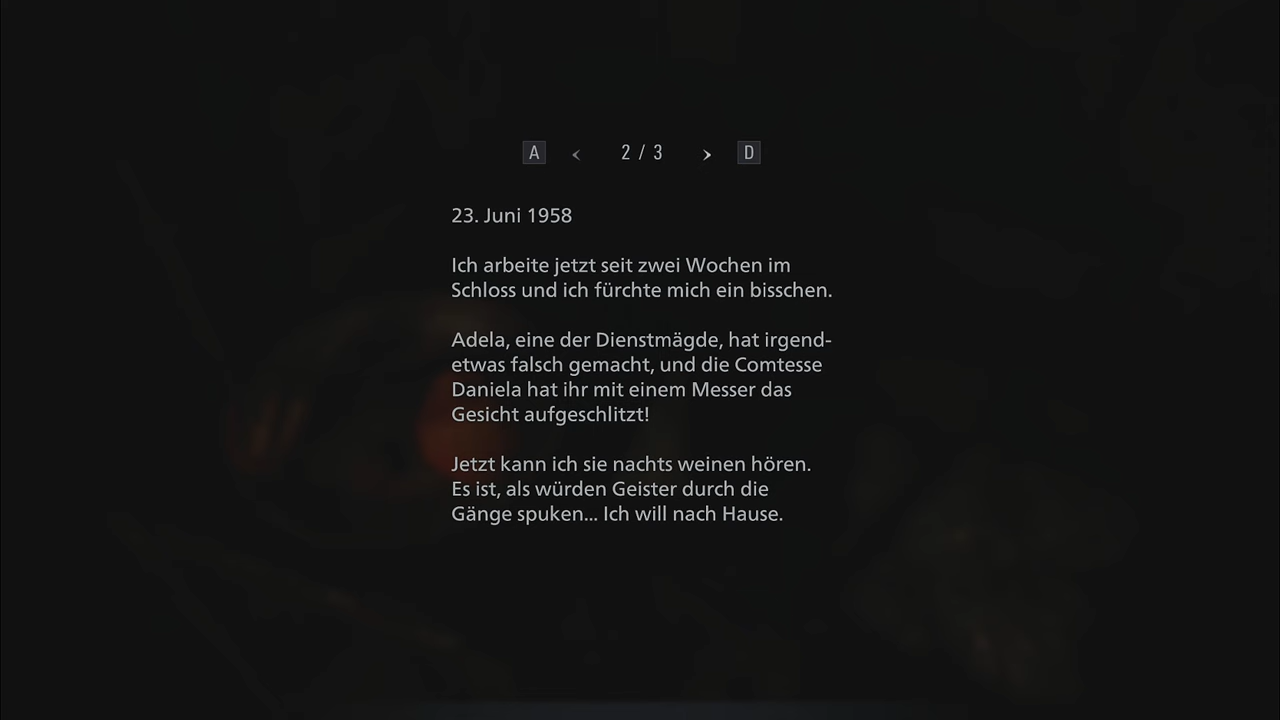 A < 2 / 3 > D
23. Juni 1958
Ich arbeite jetzt seit zwei Wochen im
Schloss und ich fürchte mich ein bisschen.
Adela, eine der Dienstmägde, hat irgend-
etwas falsch gemacht, und die Comtesse
Daniela hat ihr mit einem Messer das
Gesicht aufgeschlitzt!
Jetzt kann ich sie nachts weinen hören.
Es ist, als würden Geister durch die
Gänge spuken... Ich will nach Hause.